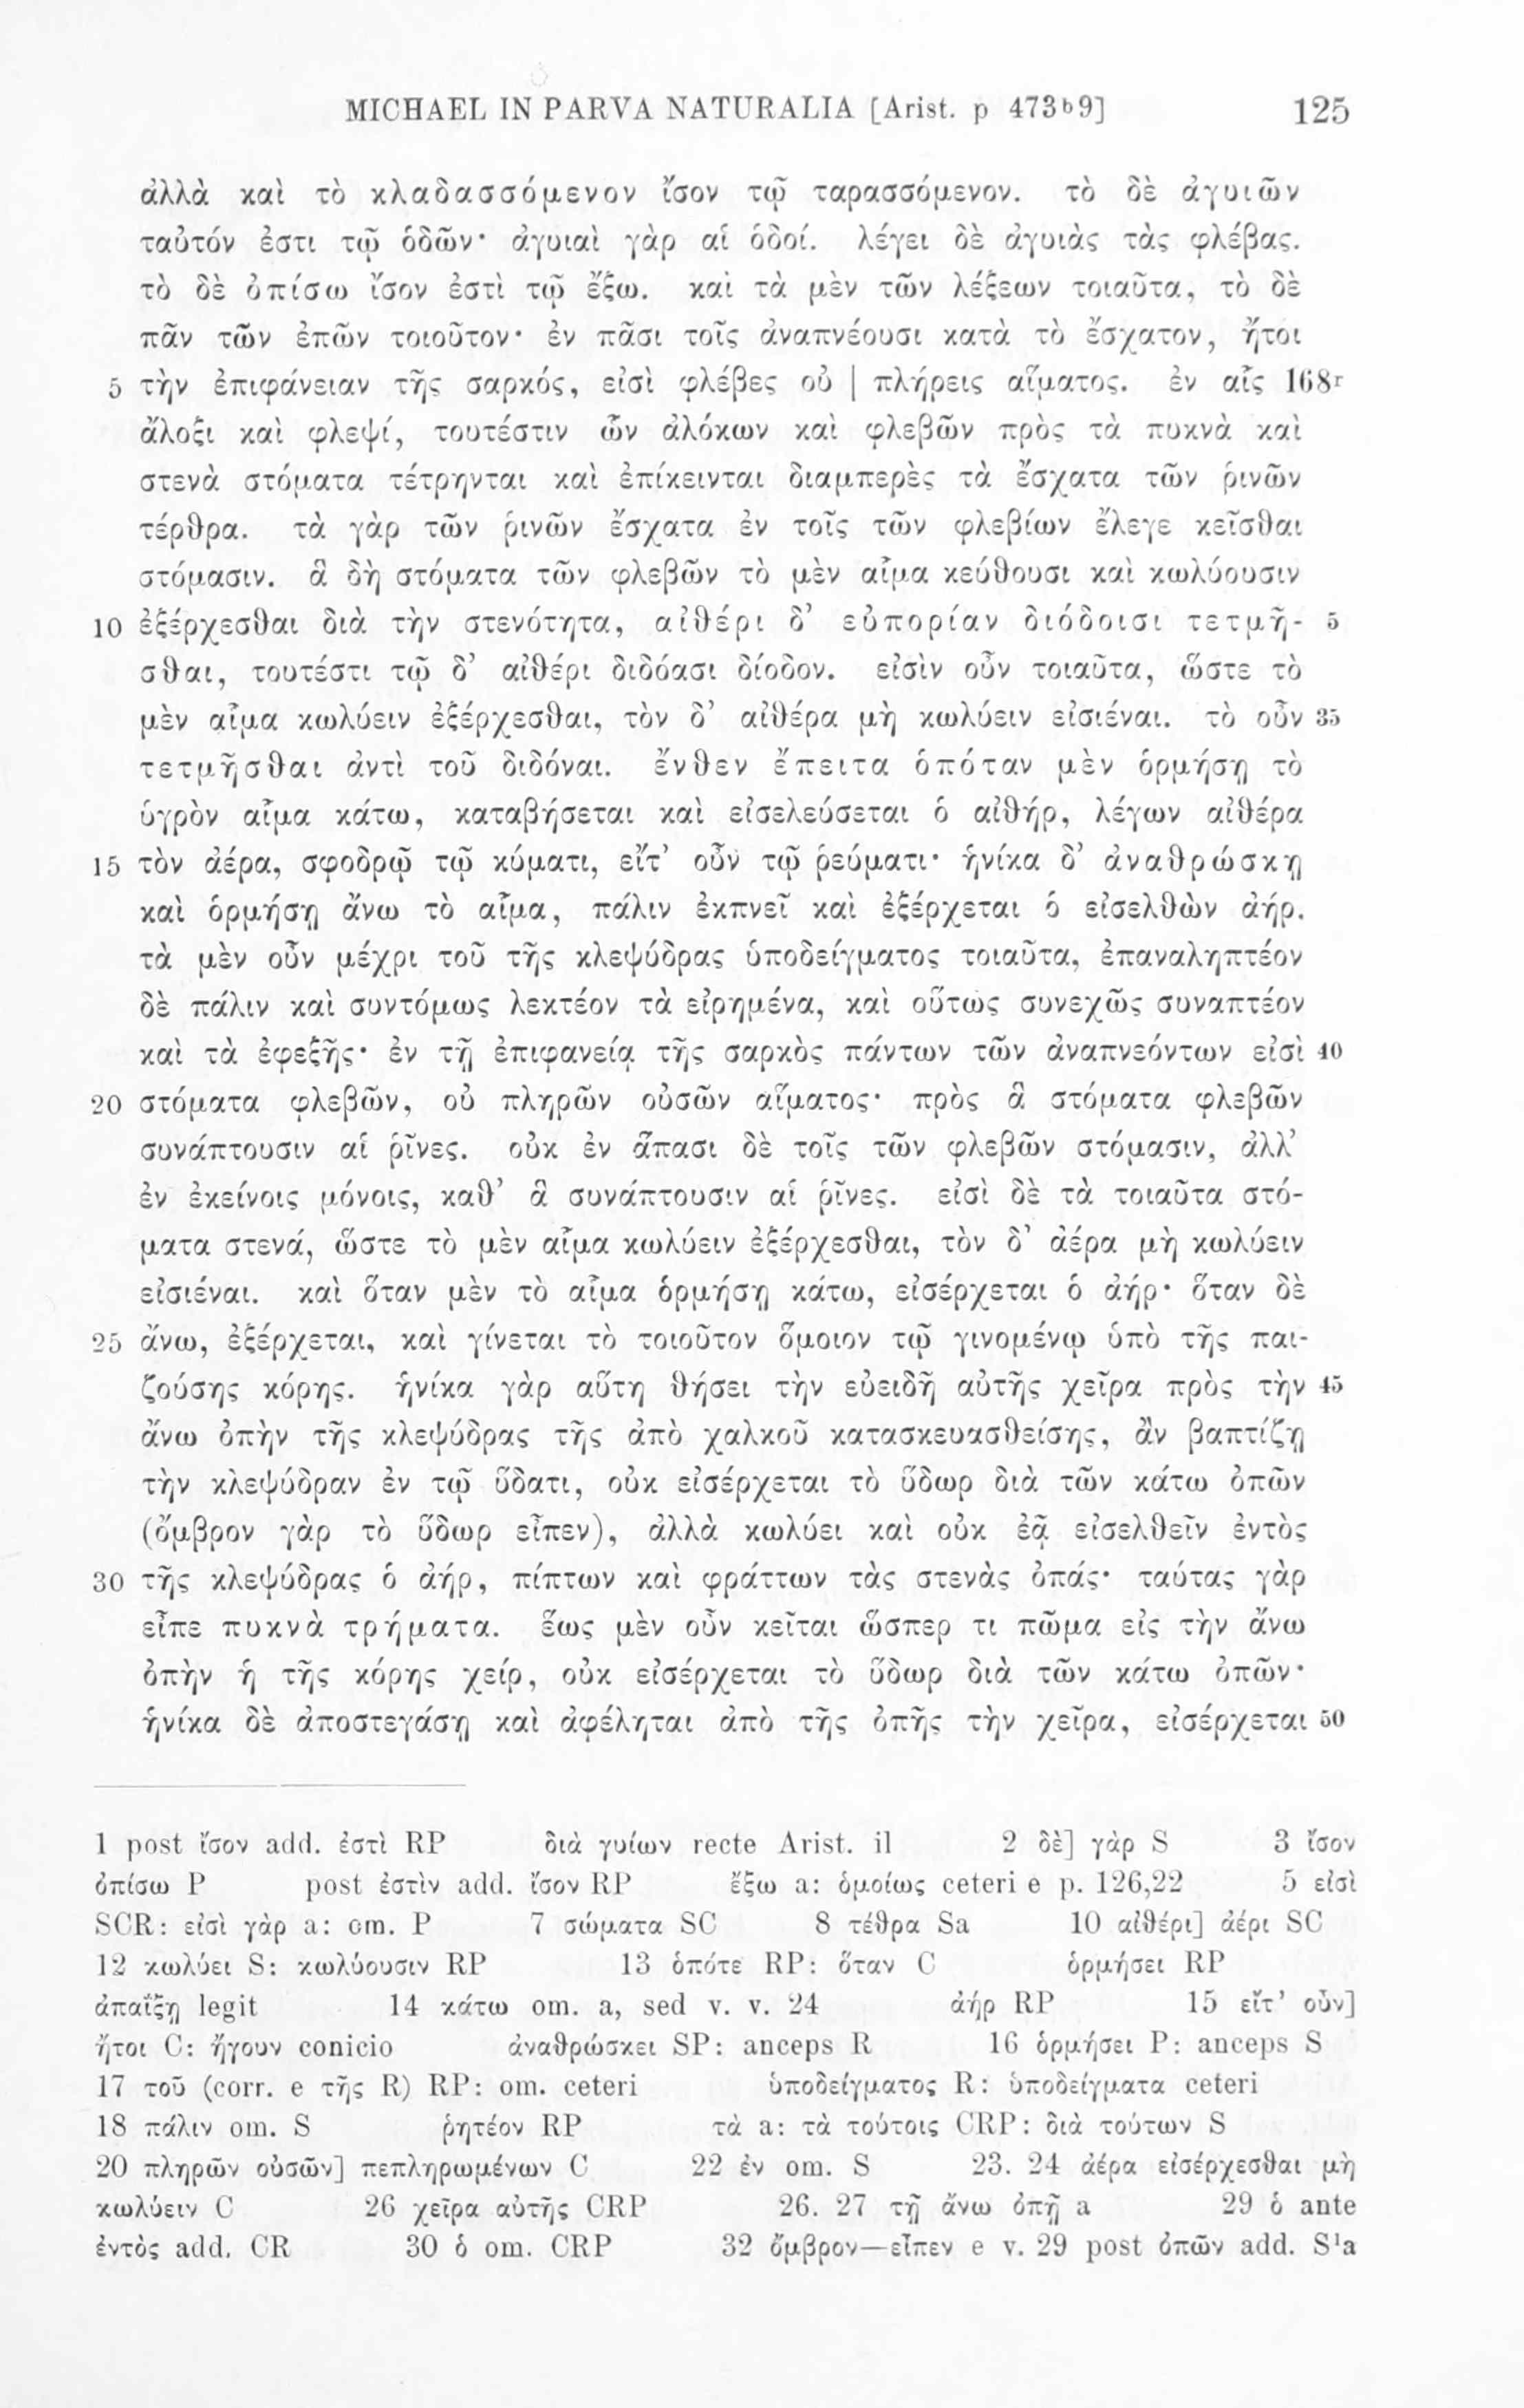 MICHAEL IN PARVA NATURALIA [Arist. p 473b9] 125
ἀλλὰ καὶ τὸ κλαδασσόμενον ἴσον τῷ ταρασσόμενον. τὸ δὲ ἀγυιῶν
ταὐτόν ἐστι τῷ ὁδῶν· ἀγυιαὶ γὰρ αἱ ὁδοί. λέγει δὲ ἀγυιὰς τὰς φλέβας.
τὸ δὲ ὀπίσω ἴσον ἐστὶ τῷ ἔξω. καὶ τὰ μὲν τῶν λέξεων τοιαῦτα, τὸ δὲ
πᾶν τῶν ἐπῶν τοιοῦτον· ἐν πᾶσι τοῖς ἀναπνέουσι κατὰ τὸ ἔσχατον, ἤτοι
5 τὴν ἐπιφάνειαν τῆς σαρκός, εἰσὶ φλέβες οὐ | πλήρεις αἵματος. ἐν αἷς 168r
ἄλοξι καὶ φλεψί, τουτέστιν ὧν ἀλόκων καὶ φλεβῶν πρὸς τὰ πυκνὰ καὶ
στενὰ στόματα τέτρηνται καὶ ἐπίκεινται διαμπερὲς τὰ ἔσχατα τῶν ῥινῶν
τέρθρα. τὰ γὰρ τῶν ῥινῶν ἔσχατα ἐν τοῖς τῶν φλεβίων ἔλεγε κεῖσθαι
στόμασιν. ἃ δὴ στόματα τῶν φλεβῶν τὸ μὲν αἷμα κεύθουσι καὶ κωλύουσιν
10 ἐξέρχεσθαι διὰ τὴν στενότητα, αἰθέρι δ’ εὐπορίαν διόδοισι τετμῆ- 5
σθαι, τουτέστι τῷ δ’ αἰθέρι διδόασι δίοδον. εἰσὶν οὖν τοιαῦτα, ὥστε τὸ
μὲν αἷμα κωλύειν ἐξέρχεσθαι, τὸν δ’ αἰθέρα μὴ κωλύειν εἰσιέναι. τὸ οὖν 35
τετμῆσθαι ἀντὶ τοῦ διδόναι. ἔνθεν ἔπειτα ὁπόταν μὲν ὁρμήσῃ τὸ
ὑγρὸν αἷμα κάτω, καταβήσεται καὶ εἰσελεύσεται ὁ αἰθήρ, λέγων αἰθέρα
15 τὸν ἀέρα, σφοδρῷ τῷ κύματι, εἴτ’ οὖν τῷ ῥεύματι· ἡνίκα δ’ ἀναθρώσκῃ
καὶ ὁρμήσῃ ἄνω τὸ αἷμα, πάλιν ἐκπνεῖ καὶ ἐξέρχεται ὁ εἰσελθὼν ἀήρ.
τὰ μὲν οὖν μέχρι τοῦ τῆς κλεψύδρας ὑποδείγματος τοιαῦτα, ἐπαναληπτέον
δὲ πάλιν καὶ συντόμως λεκτέον τὰ εἰρημένα, καὶ οὕτως συνεχῶς συναπτέον
καὶ τὰ ἐφεξῆς· ἐν τῇ ἐπιφανείᾳ τῆς σαρκὸς πάντων τῶν ἀναπνεόντων εἰσὶ 40
20 στόματα φλεβῶν, οὐ πληρῶν οὐσῶν αἵματος· πρὸς ἃ στόματα φλεβῶν
συνάπτουσιν αἱ ῥῖνες. οὐκ ἐν ἅπασι δὲ τοῖς τῶν φλεβῶν στόμασιν, ἀλλ’
ἐν ἐκείνοις μόνοις, καθ’ ἃ συνάπτουσιν αἱ ῥῖνες. εἰσὶ δὲ τὰ τοιαῦτα στό-
ματα στενά, ὥστε τὸ μὲν αἷμα κωλύειν ἐξέρχεσθαι, τὸν δ’ ἀέρα μὴ κωλύειν
εἰσιέναι. καὶ ὅταν μὲν τὸ αἷμα ὁρμήσῃ κάτω, εἰσέρχεται ὁ ἀήρ· ὅταν δὲ
25 ἄνω, ἐξέρχεται, καὶ γίνεται τὸ τοιοῦτον ὅμοιον τῷ γινομένῳ ὑπὸ τῆς παι-
ζούσης κόρης. ἡνίκα γὰρ αὕτη θήσει τὴν εὐειδῆ αὐτῆς χεῖρα πρὸς τὴν 45
ἄνω ὀπὴν τῆς κλεψύδρας τῆς ἀπὸ χαλκοῦ κατασκευασθείσης, ἂν βαπτίζῃ
τὴν κλεψύδραν ἐν τῷ ὕδατι, οὐκ εἰσέρχεται τὸ ὕδωρ διὰ τῶν κάτω ὀπῶν
(ὄμβρον γὰρ τὸ ὕδωρ εἶπεν), ἀλλὰ κωλύει καὶ οὐκ ἐᾷ εἰσελθεῖν ἐντὸς
30 τῆς κλεψύδρας ὁ ἀήρ, πίπτων καὶ φράττων τὰς στενὰς ὀπάς· ταύτας γὰρ
εἶπε πυκνὰ τρήματα. ἕως μὲν οὖν κεῖται ὥσπερ τι πῶμα εἰς τὴν ἄνω
ὀπὴν ἡ τῆς κόρης χείρ, οὐκ εἰσέρχεται τὸ ὕδωρ διὰ τῶν κάτω ὀπῶν·
ἡνίκα δὲ ἀποστεγάσῃ καὶ ἀφέληται ἀπὸ τῆς ὀπῆς τὴν χεῖρα, εἰσέρχεται 50
1 post ἴσον add. ἐστὶ RP διὰ γυίων recte Arist. il 2 δὲ] γὰρ S 3 ἴσον
ὀπίσω P post ἐστὶν add. ἴσον RP ἔξω a: ὁμοίως ceteri e p. 126,22 5 εἰσὶ
SCR: εἰσὶ γὰρ a: om. P 7 σώματα SC 8 τέθρα Sa 10 αἰθέρι] ἀέρι SC
12 κωλύει S: κωλύουσιν RP 13 ὁπότε RP: ὅταν C ὁρμήσει RP
ἀπαΐξῃ legit 14 κάτω om. a, sed v. v. 24 ἀήρ RP 15 εἴτ’ οὖν]
ἤτοι C: ἤγουν conicio ἀναθρώσκει SP: anceps R 16 ὁρμήσει P: anceps S
17 τοῦ (corr. e τῆς R) RP: om. ceteri ὑποδείγματος R: ὑποδείγματα ceteri
18 πάλιν om. S ῥητέον RP τὰ a: τὰ τούτοις CRP: διὰ τούτων S
20 πληρῶν οὐσῶν] πεπληρωμένων C 22 ἐν om. S 23. 24 ἀέρα εἰσέρχεσθαι μὴ
κωλύειν C 26 χεῖρα αὐτῆς CRP 26. 27 τῇ ἄνω ὀπῇ a 29 ὁ ante
ἐντὸς add. CR 30 ὁ om. CRP 32 ὄμβρον—εἶπεν e v. 29 post ὀπῶν add. S¹a